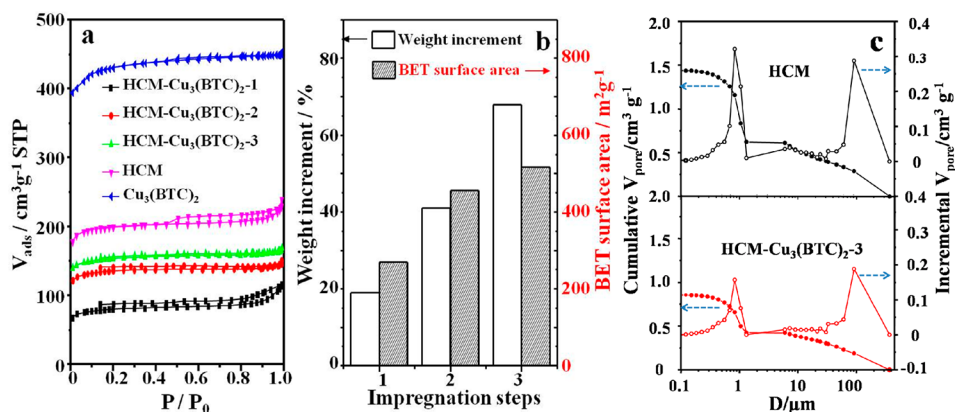 a
V_ads / cm³g⁻¹ STP
500
400
300
200
100
0
HCM-Cu₃(BTC)₂-1
HCM-Cu₃(BTC)₂-2
HCM-Cu₃(BTC)₂-3
HCM
Cu₃(BTC)₂
0 0.2 0.4 0.6 0.8 1.0
P / P₀
b
Weight increment / %
80
60
40
20
0
Weight increment
BET surface area
800
600
400
200
0
BET surface area / m²g⁻¹
1 2 3
Impregnation steps
c
Cumulative V_pore/cm³ g⁻¹
2.0
1.5
1.0
0.5
2.0
1.5
1.0
0.5
0
HCM
HCM-Cu₃(BTC)₂-3
0.4
0.3
0.2
0.1
0
0.4
0.3
0.2
0.1
0
-0.1
Incremental V_pore/cm³ g⁻¹
0.1 1 10 100
D/μm